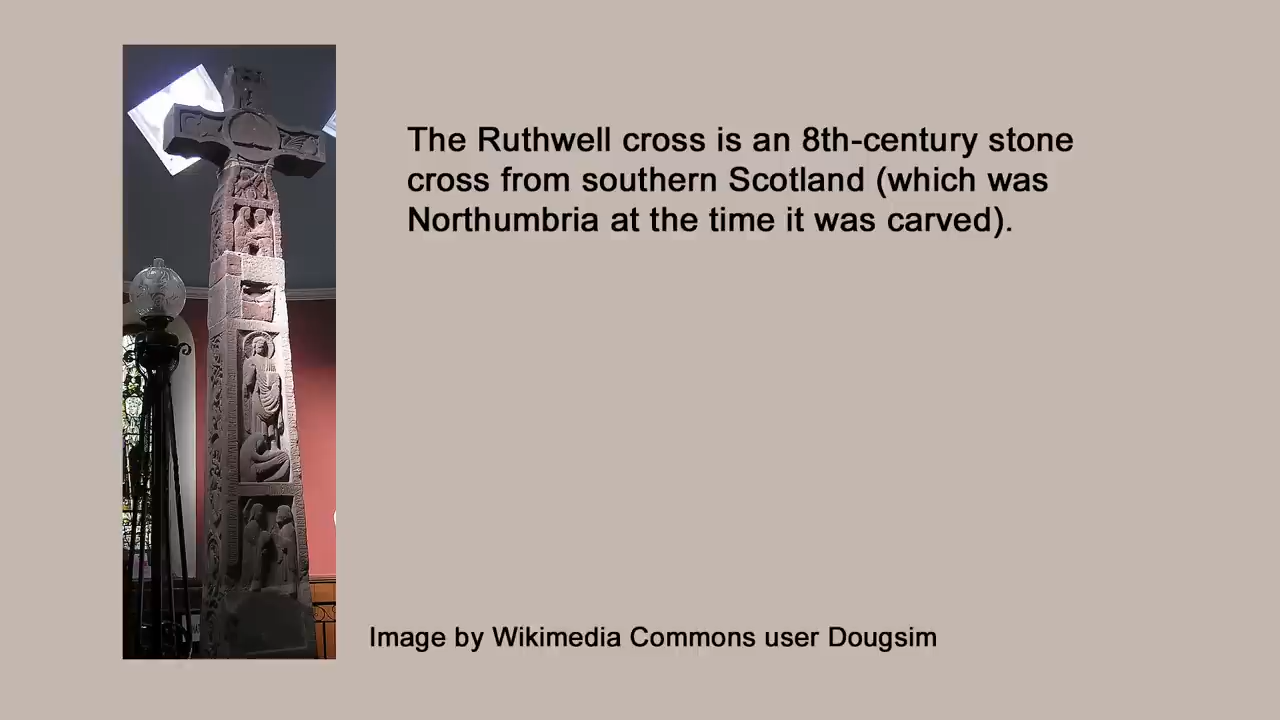 The Ruthwell cross is an 8th-century stone
cross from southern Scotland (which was
Northumbria at the time it was carved).
Image by Wikimedia Commons user Dougsim